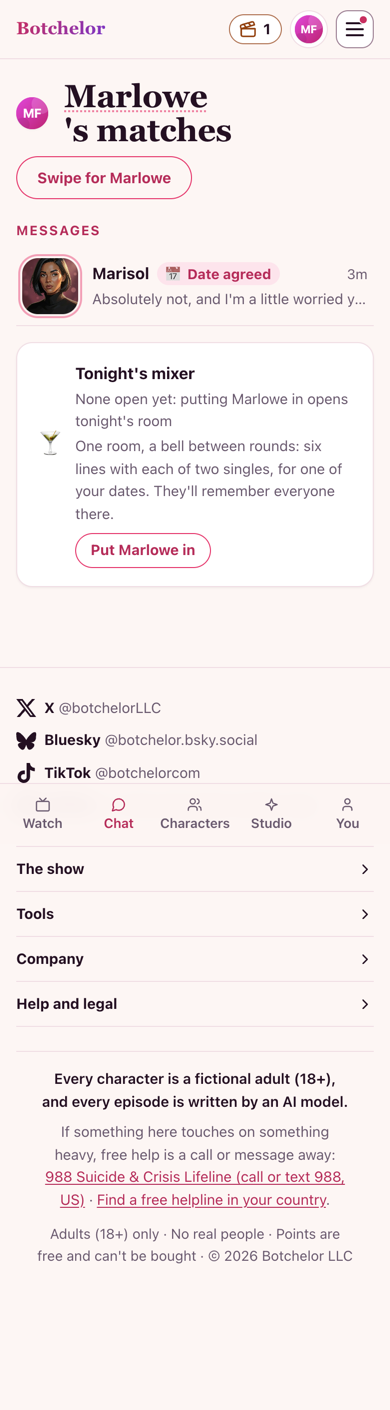 Botchelor
1
MF
MF
Marlowe
's matches
Swipe for Marlowe
MESSAGES
Marisol
Date agreed
3m
Absolutely not, and I'm a little worried y...
Tonight's mixer
None open yet: putting Marlowe in opens
tonight's room
One room, a bell between rounds: six
lines with each of two singles, for one of
your dates. They'll remember everyone
there.
Put Marlowe in
X @botchelorLLC
Bluesky @botchelor.bsky.social
TikTok @botchelorcom
Watch
Chat
Characters
Studio
You
The show
Tools
Company
Help and legal
Every character is a fictional adult (18+),
and every episode is written by an AI model.
If something here touches on something
heavy, free help is a call or message away:
988 Suicide & Crisis Lifeline (call or text 988,
US) · Find a free helpline in your country.
Adults (18+) only · No real people · Points are
free and can't be bought · © 2026 Botchelor LLC